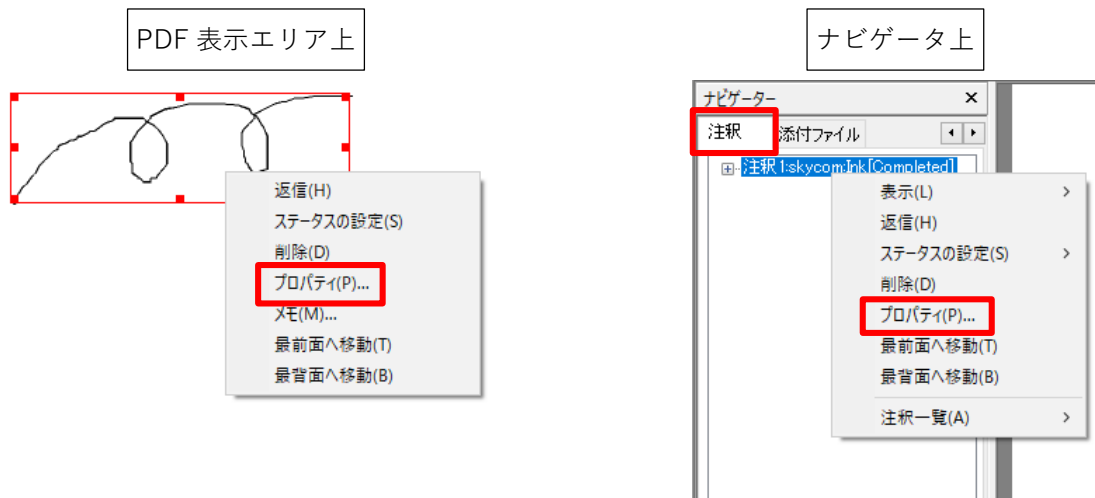 PDF 表示エリア上
返信(H)
ステータスの設定(S)
削除(D)
プロパティ(P)...
メモ(M)...
最前面へ移動(T)
最背面へ移動(B)
ナビゲータ上
ナビゲーター
注釈 添付ファイル
注釈 1:skycom:Ink[Completed]
表示(L)
返信(H)
ステータスの設定(S)
削除(D)
プロパティ(P)...
最前面へ移動(T)
最背面へ移動(B)
注釈一覧(A)